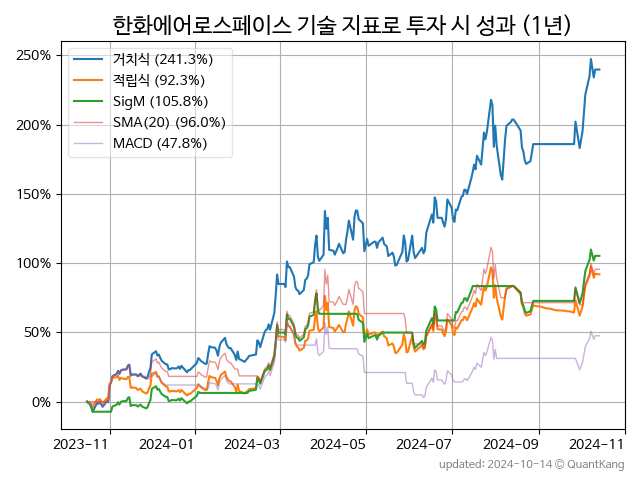 한화에어로스페이스 기술 지표로 투자 시 성과 (1년)
250%
200%
150%
100%
50%
0%
거치식 (241.3%)
적립식 (92.3%)
SigM (105.8%)
SMA(20) (96.0%)
MACD (47.8%)
2023-11
2024-01
2024-03
2024-05
2024-07
2024-09
2024-11
updated: 2024-10-14 © QuantKang